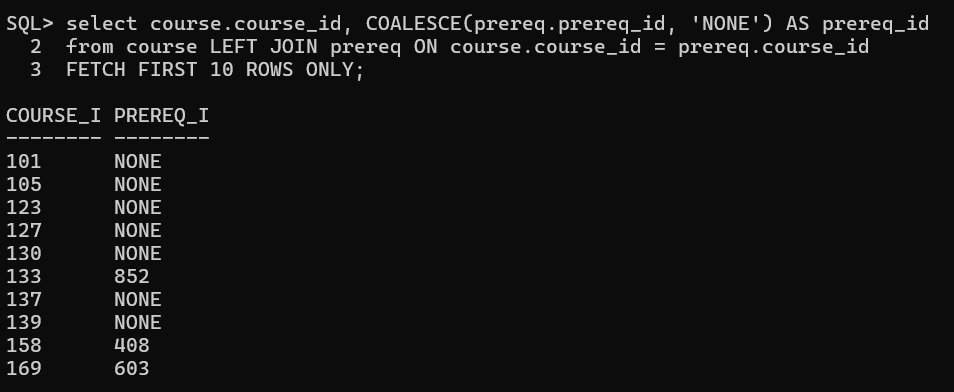 SQL> select course.course_id, COALESCE(prereq.prereq_id, 'NONE') AS prereq_id
  2  from course LEFT JOIN prereq ON course.course_id = prereq.course_id
  3  FETCH FIRST 10 ROWS ONLY;

COURSE_I PREREQ_I
-------- --------
101      NONE
105      NONE
123      NONE
127      NONE
130      NONE
133      852
137      NONE
139      NONE
158      408
169      603